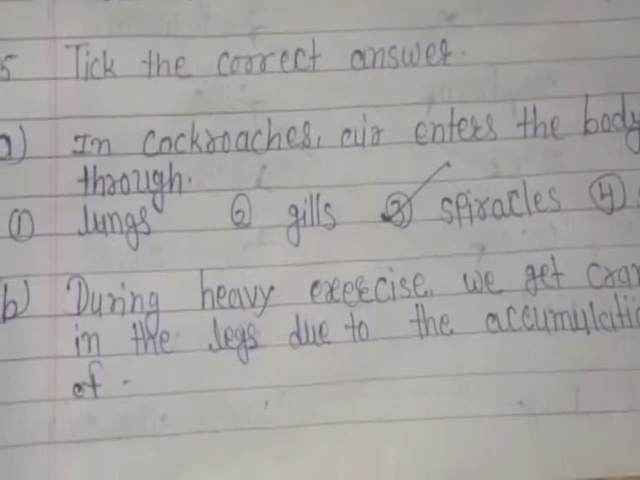 5 Tick the correct answer.
a) In cockroaches, air enters the body
through.
① lungs ② gills ③ spiracles ④
b) During heavy exercise, we get
in the legs due to the
of -